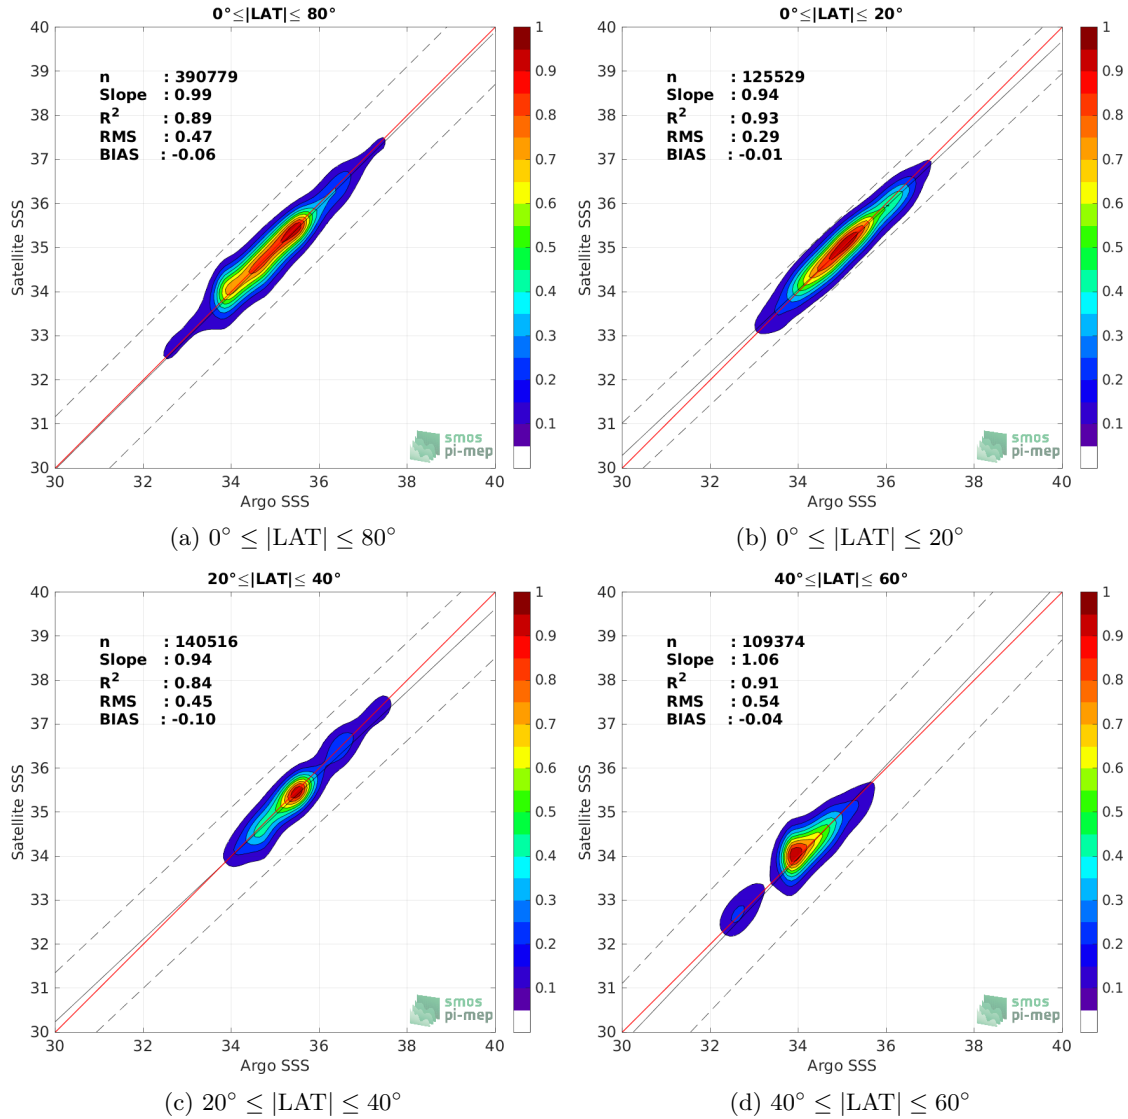 0°≤|LAT|≤ 80°
n : 390779
Slope : 0.99
R² : 0.89
RMS : 0.47
BIAS : -0.06
Satellite SSS
40
39
38
37
36
35
34
33
32
31
30
30 32 34 36 38 40
Argo SSS
1
0.9
0.8
0.7
0.6
0.5
0.4
0.3
0.2
0.1
smos
pi-mep
(a) 0° ≤ |LAT| ≤ 80°
0°≤|LAT|≤ 20°
n : 125529
Slope : 0.94
R² : 0.93
RMS : 0.29
BIAS : -0.01
Satellite SSS
40
39
38
37
36
35
34
33
32
31
30
30 32 34 36 38 40
Argo SSS
1
0.9
0.8
0.7
0.6
0.5
0.4
0.3
0.2
0.1
smos
pi-mep
(b) 0° ≤ |LAT| ≤ 20°
20°≤|LAT|≤ 40°
n : 140516
Slope : 0.94
R² : 0.84
RMS : 0.45
BIAS : -0.10
Satellite SSS
40
39
38
37
36
35
34
33
32
31
30
30 32 34 36 38 40
Argo SSS
1
0.9
0.8
0.7
0.6
0.5
0.4
0.3
0.2
0.1
smos
pi-mep
(c) 20° ≤ |LAT| ≤ 40°
40°≤|LAT|≤ 60°
n : 109374
Slope : 1.06
R² : 0.91
RMS : 0.54
BIAS : -0.04
Satellite SSS
40
39
38
37
36
35
34
33
32
31
30
30 32 34 36 38 40
Argo SSS
1
0.9
0.8
0.7
0.6
0.5
0.4
0.3
0.2
0.1
smos
pi-mep
(d) 40° ≤ |LAT| ≤ 60°